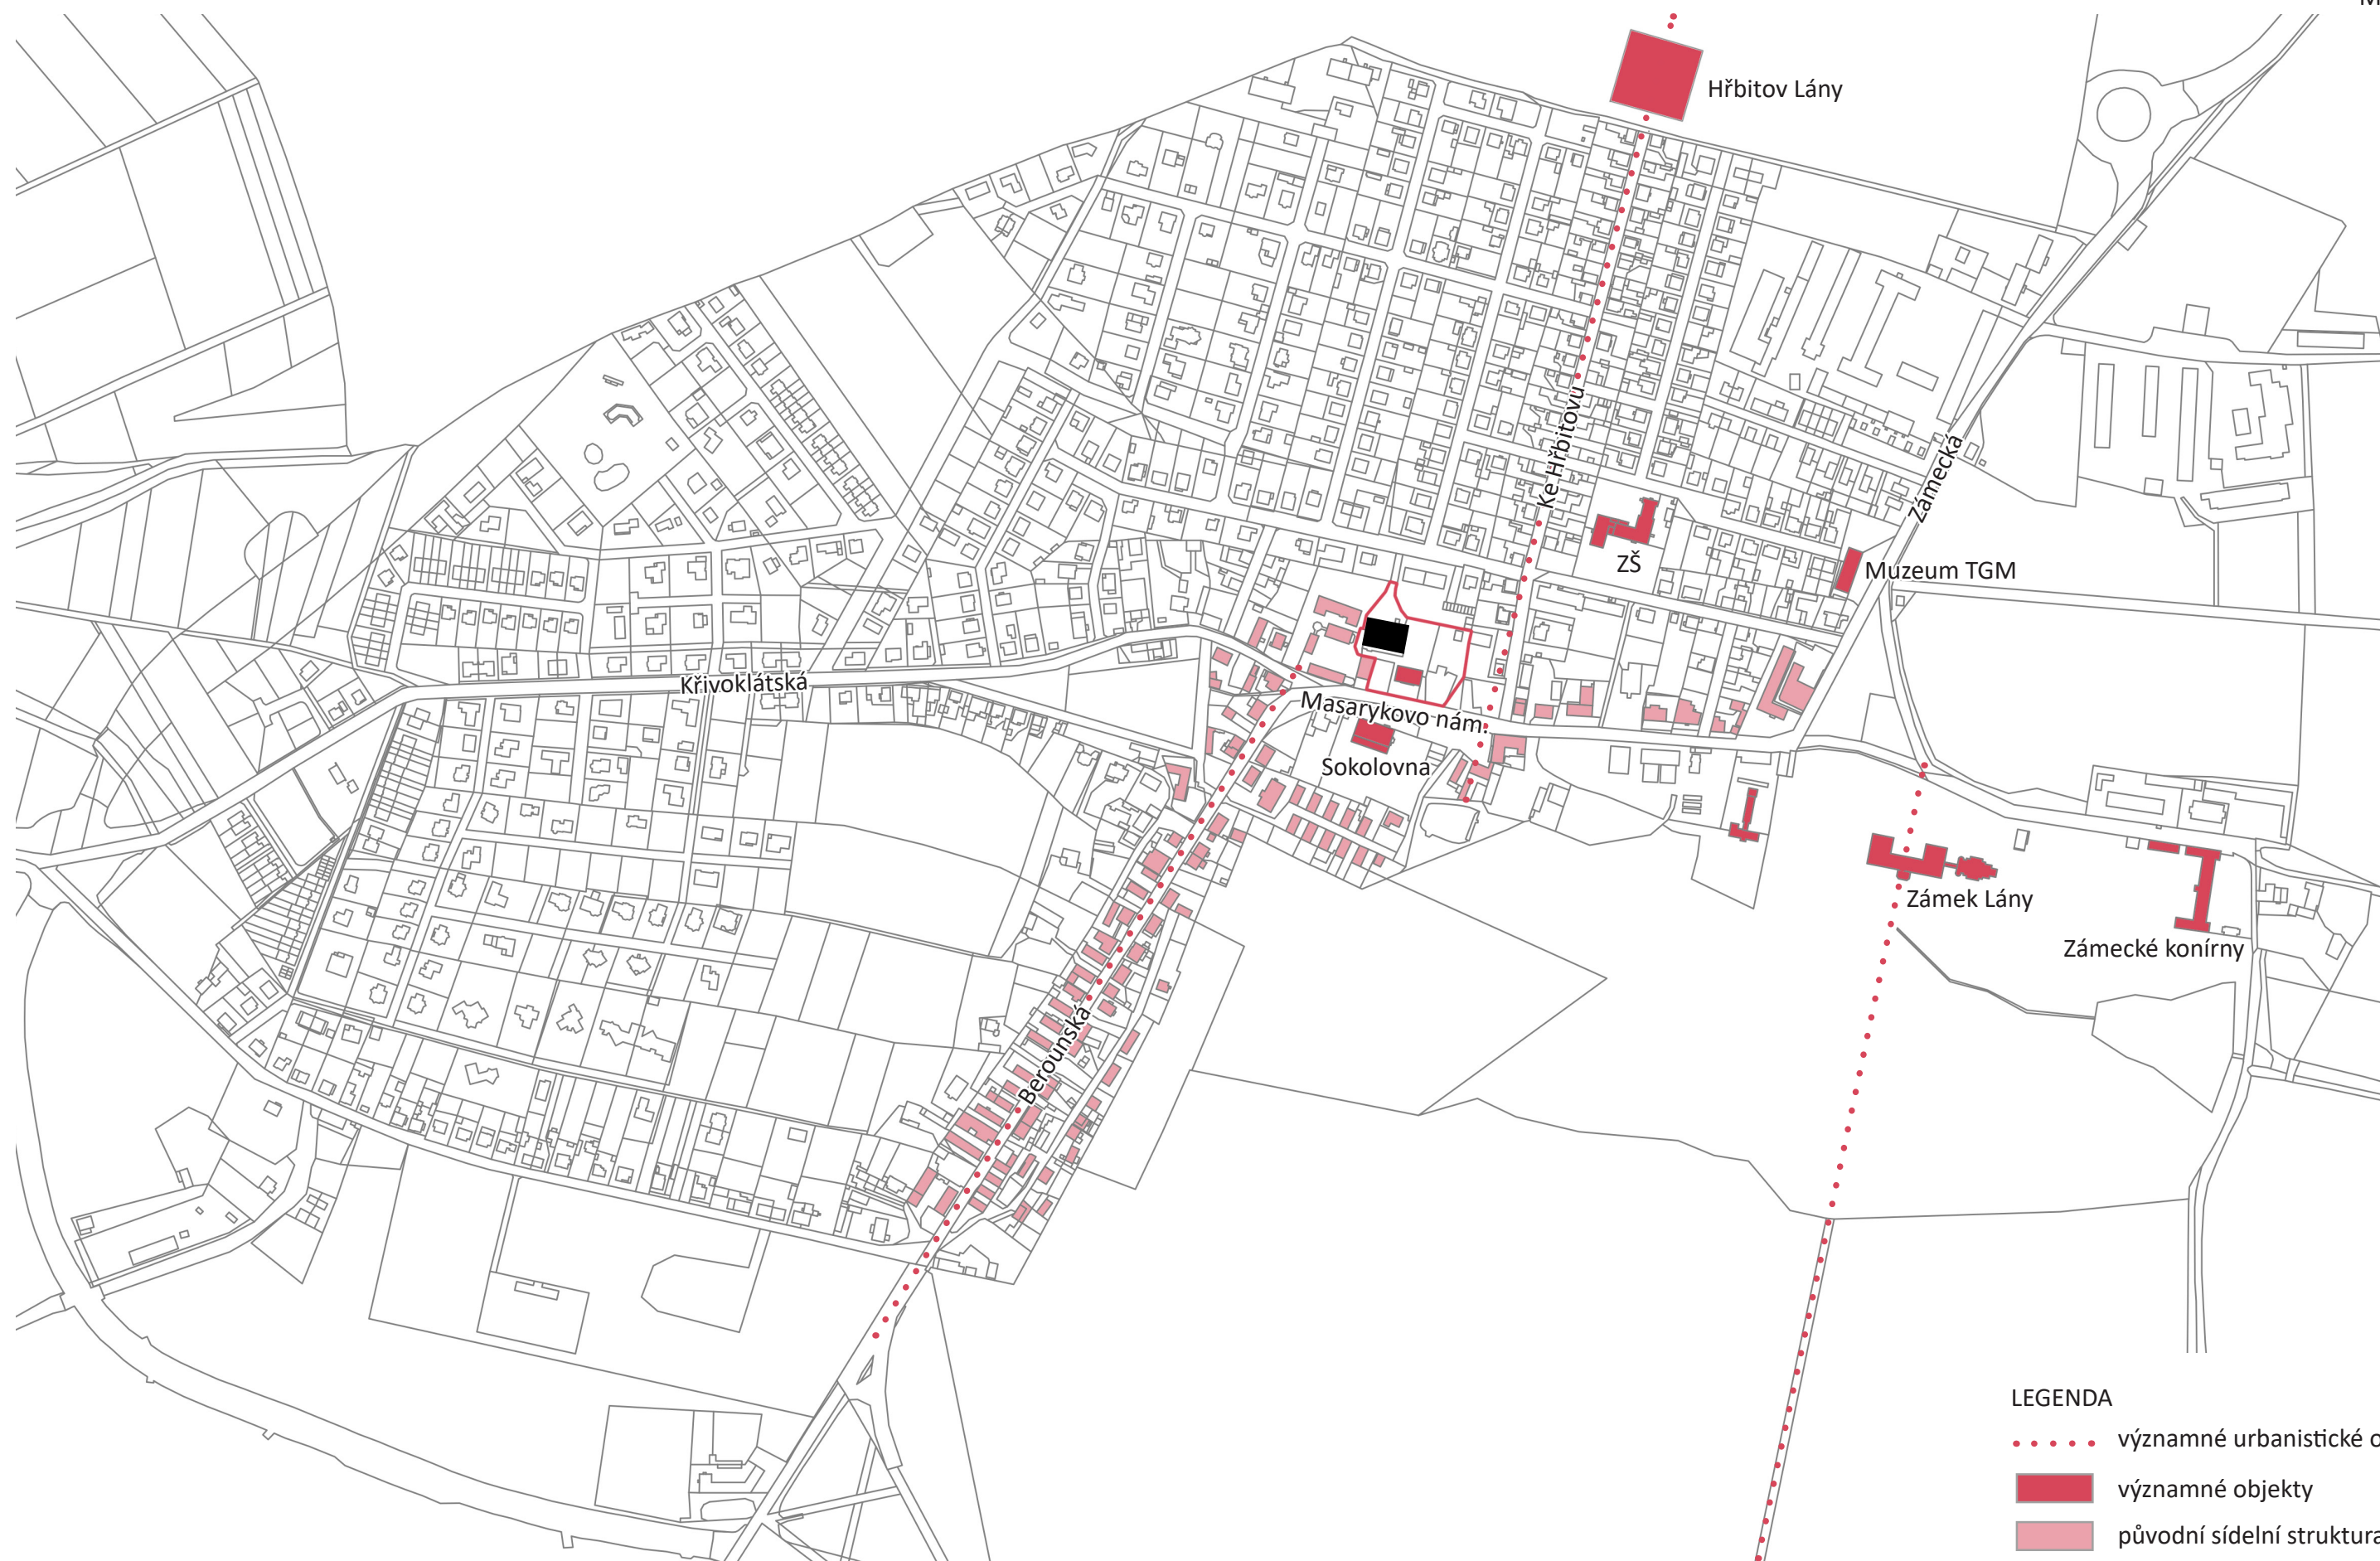 Hřbitov Lány
Ke Hřbitovu
Zámecká
ZŠ
Muzeum TGM
Křivoklátská
Masarykovo nám.
Sokolovna
Zámek Lány
Zámecké konírny
Berounská
LEGENDA
významné urbanistické o
významné objekty
původní sídelní struktura